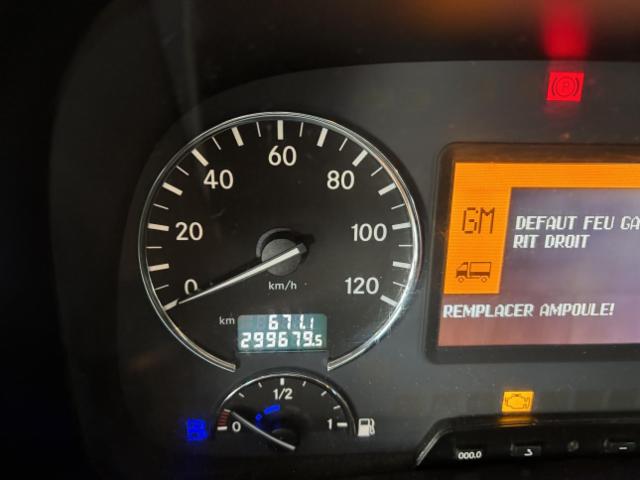 60
40
80
20
100
0
km/h
120
km
671.1
299679.5
1/2
0
1
(P)
GM
DEFAUT FEU GA
RIT DROIT
REMPLACER AMPOULE!
000.0